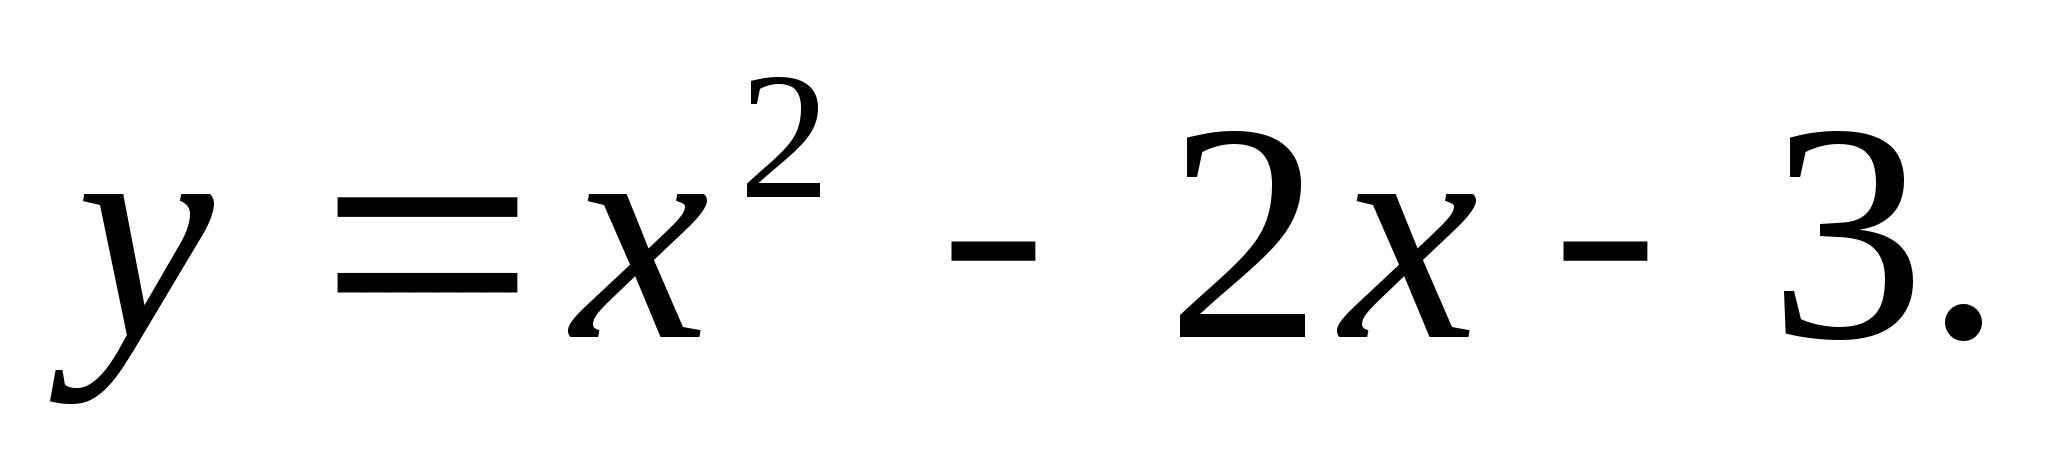 y = x² - 2x - 3.